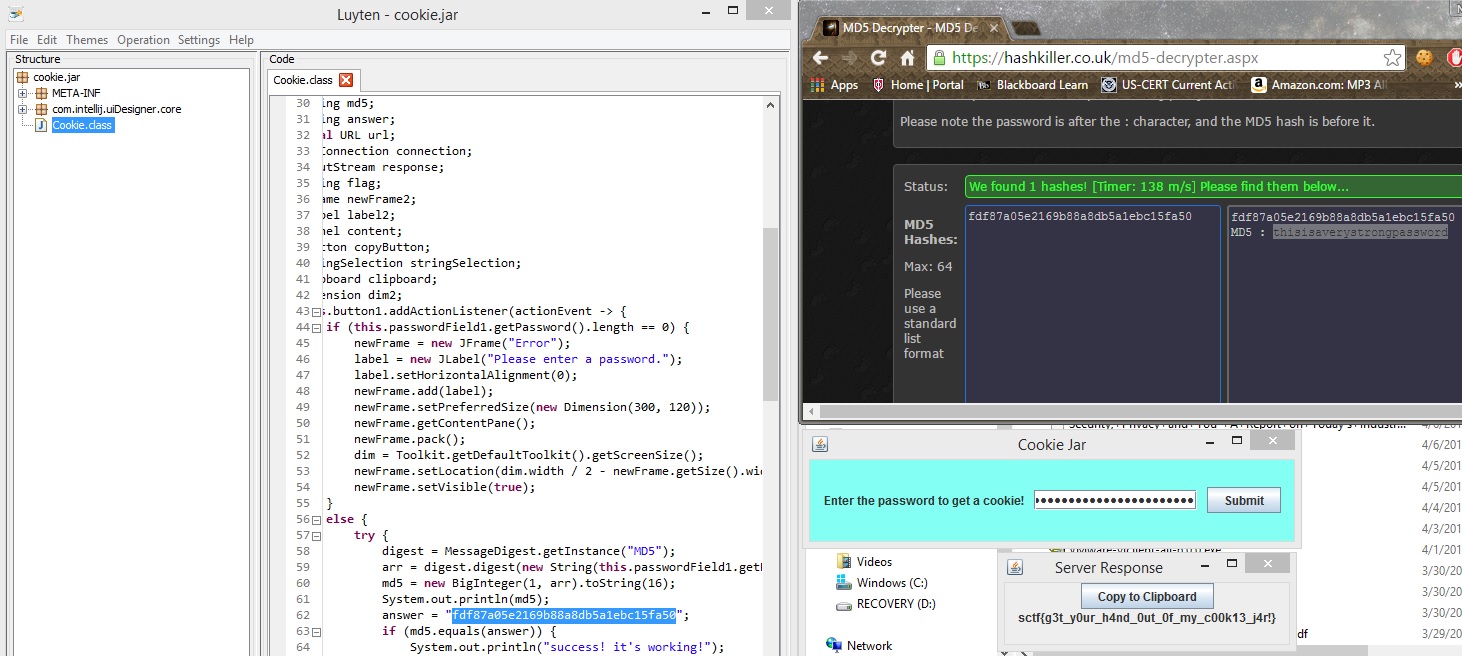 Luyten - cookie.jar
File Edit Themes Operation Settings Help
Structure
cookie.jar
META-INF
com.intellij.uiDesigner.core
Cookie.class
Code
Cookie.class
30 ing md5;
31 ing answer;
32 al URL url;
33 Connection connection;
34 utStream response;
35 ing flag;
36 ame newFrame2;
37 bel label2;
38 nel content;
39 tton copyButton;
40 ingSelection stringSelection;
41 pboard clipboard;
42 ension dim2;
43 s.button1.addActionListener(actionEvent -> {
44 if (this.passwordField1.getPassword().length == 0) {
45 newFrame = new JFrame("Error");
46 label = new JLabel("Please enter a password.");
47 label.setHorizontalAlignment(0);
48 newFrame.add(label);
49 newFrame.setPreferredSize(new Dimension(300, 120));
50 newFrame.getContentPane();
51 newFrame.pack();
52 dim = Toolkit.getDefaultToolkit().getScreenSize();
53 newFrame.setLocation(dim.width / 2 - newFrame.getSize().wi
54 newFrame.setVisible(true);
55 }
56 else {
57 try {
58 digest = MessageDigest.getInstance("MD5");
59 arr = digest.digest(new String(this.passwordField1.get
60 md5 = new BigInteger(1, arr).toString(16);
61 System.out.println(md5);
62 answer = "fdf87a05e2169b88a8db5a1ebc15fa50";
63 if (md5.equals(answer)) {
64 System.out.println("success! it's working!");
MD5 Decrypter - MD5 De
https://hashkiller.co.uk/md5-decrypter.aspx
Apps Home | Portal Bb Blackboard Learn US-CERT Current Acti Amazon.com: MP3 Al »
Please note the password is after the : character, and the MD5 hash is before it.
Status: We found 1 hashes! [Timer: 138 m/s] Please find them below...
MD5
Hashes:
Max: 64
Please
use a
standard
list
format
fdf87a05e2169b88a8db5a1ebc15fa50
fdf87a05e2169b88a8db5a1ebc15fa50
MD5 : thisisaverystrongpassword
4/6/201
4/5/201
4/5/201
4/4/201
4/3/201
4/1/201
3/30/20
3/30/20
3/30/20
3/29/20
Cookie Jar
Enter the password to get a cookie!
Submit
Videos
Windows (C:)
RECOVERY (D:)
Network
Server Response
Copy to Clipboard
sctf{g3t_y0ur_h4nd_0ut_0f_my_c00k13_j4r!}
df